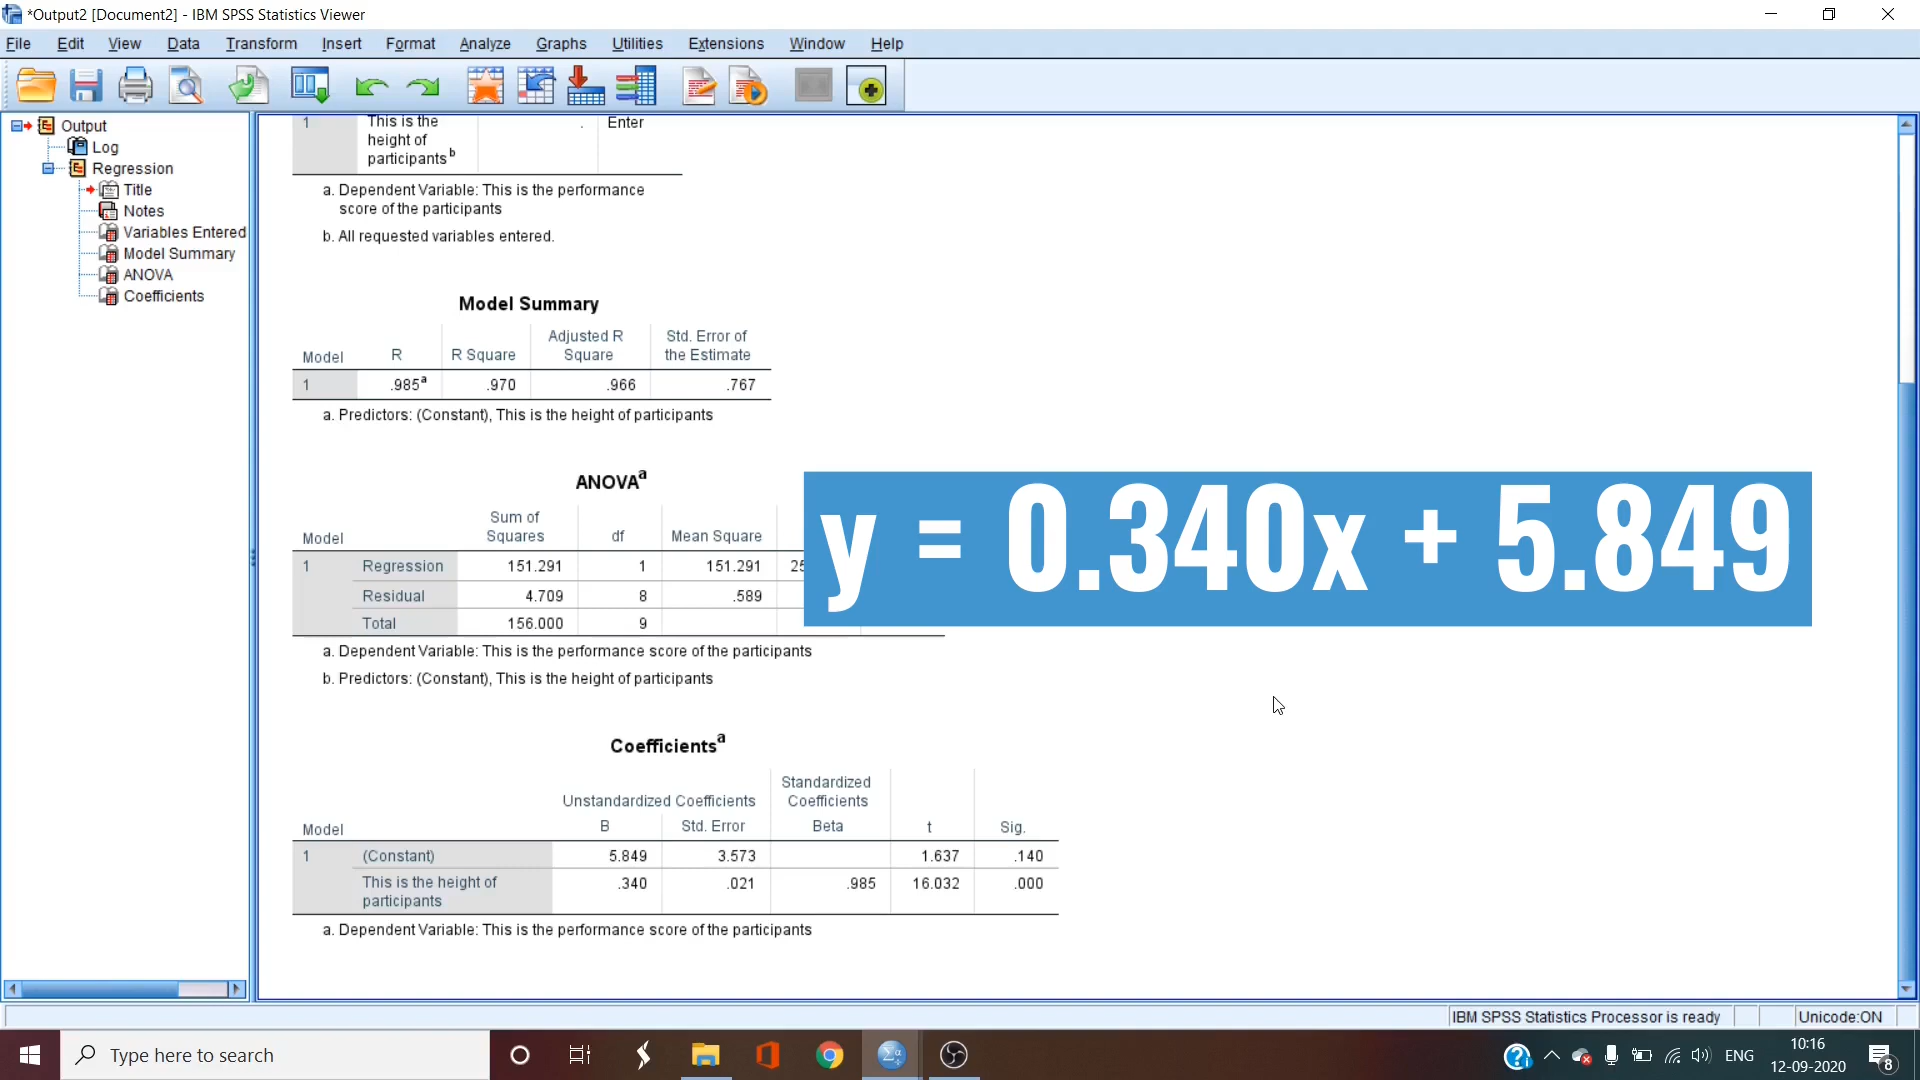 *Output2 [Document2] - IBM SPSS Statistics Viewer
File Edit View Data Transform Insert Format Analyze Graphs Utilities Extensions Window Help
Output
Log
Regression
Title
Notes
Variables Entered
Model Summary
ANOVA
Coefficients
1 This is the . Enter
height of
participants b
a. Dependent Variable: This is the performance
score of the participants
b. All requested variables entered.
Model Summary
Adjusted R Std. Error of
Model R R Square Square the Estimate
1 .985a .970 .966 .767
a. Predictors: (Constant), This is the height of participants
ANOVAa
Sum of
Model Squares df Mean Square
1 Regression 151.291 1 151.291 25
Residual 4.709 8 .589
Total 156.000 9
y = 0.340x + 5.849
a. Dependent Variable: This is the performance score of the participants
b. Predictors: (Constant), This is the height of participants
Coefficientsa
Standardized
Unstandardized Coefficients Coefficients
Model B Std. Error Beta t Sig.
1 (Constant) 5.849 3.573 1.637 .140
This is the height of .340 .021 .985 16.032 .000
participants
a. Dependent Variable: This is the performance score of the participants
IBM SPSS Statistics Processor is ready Unicode:ON
Type here to search
ENG
10:16
12-09-2020
8